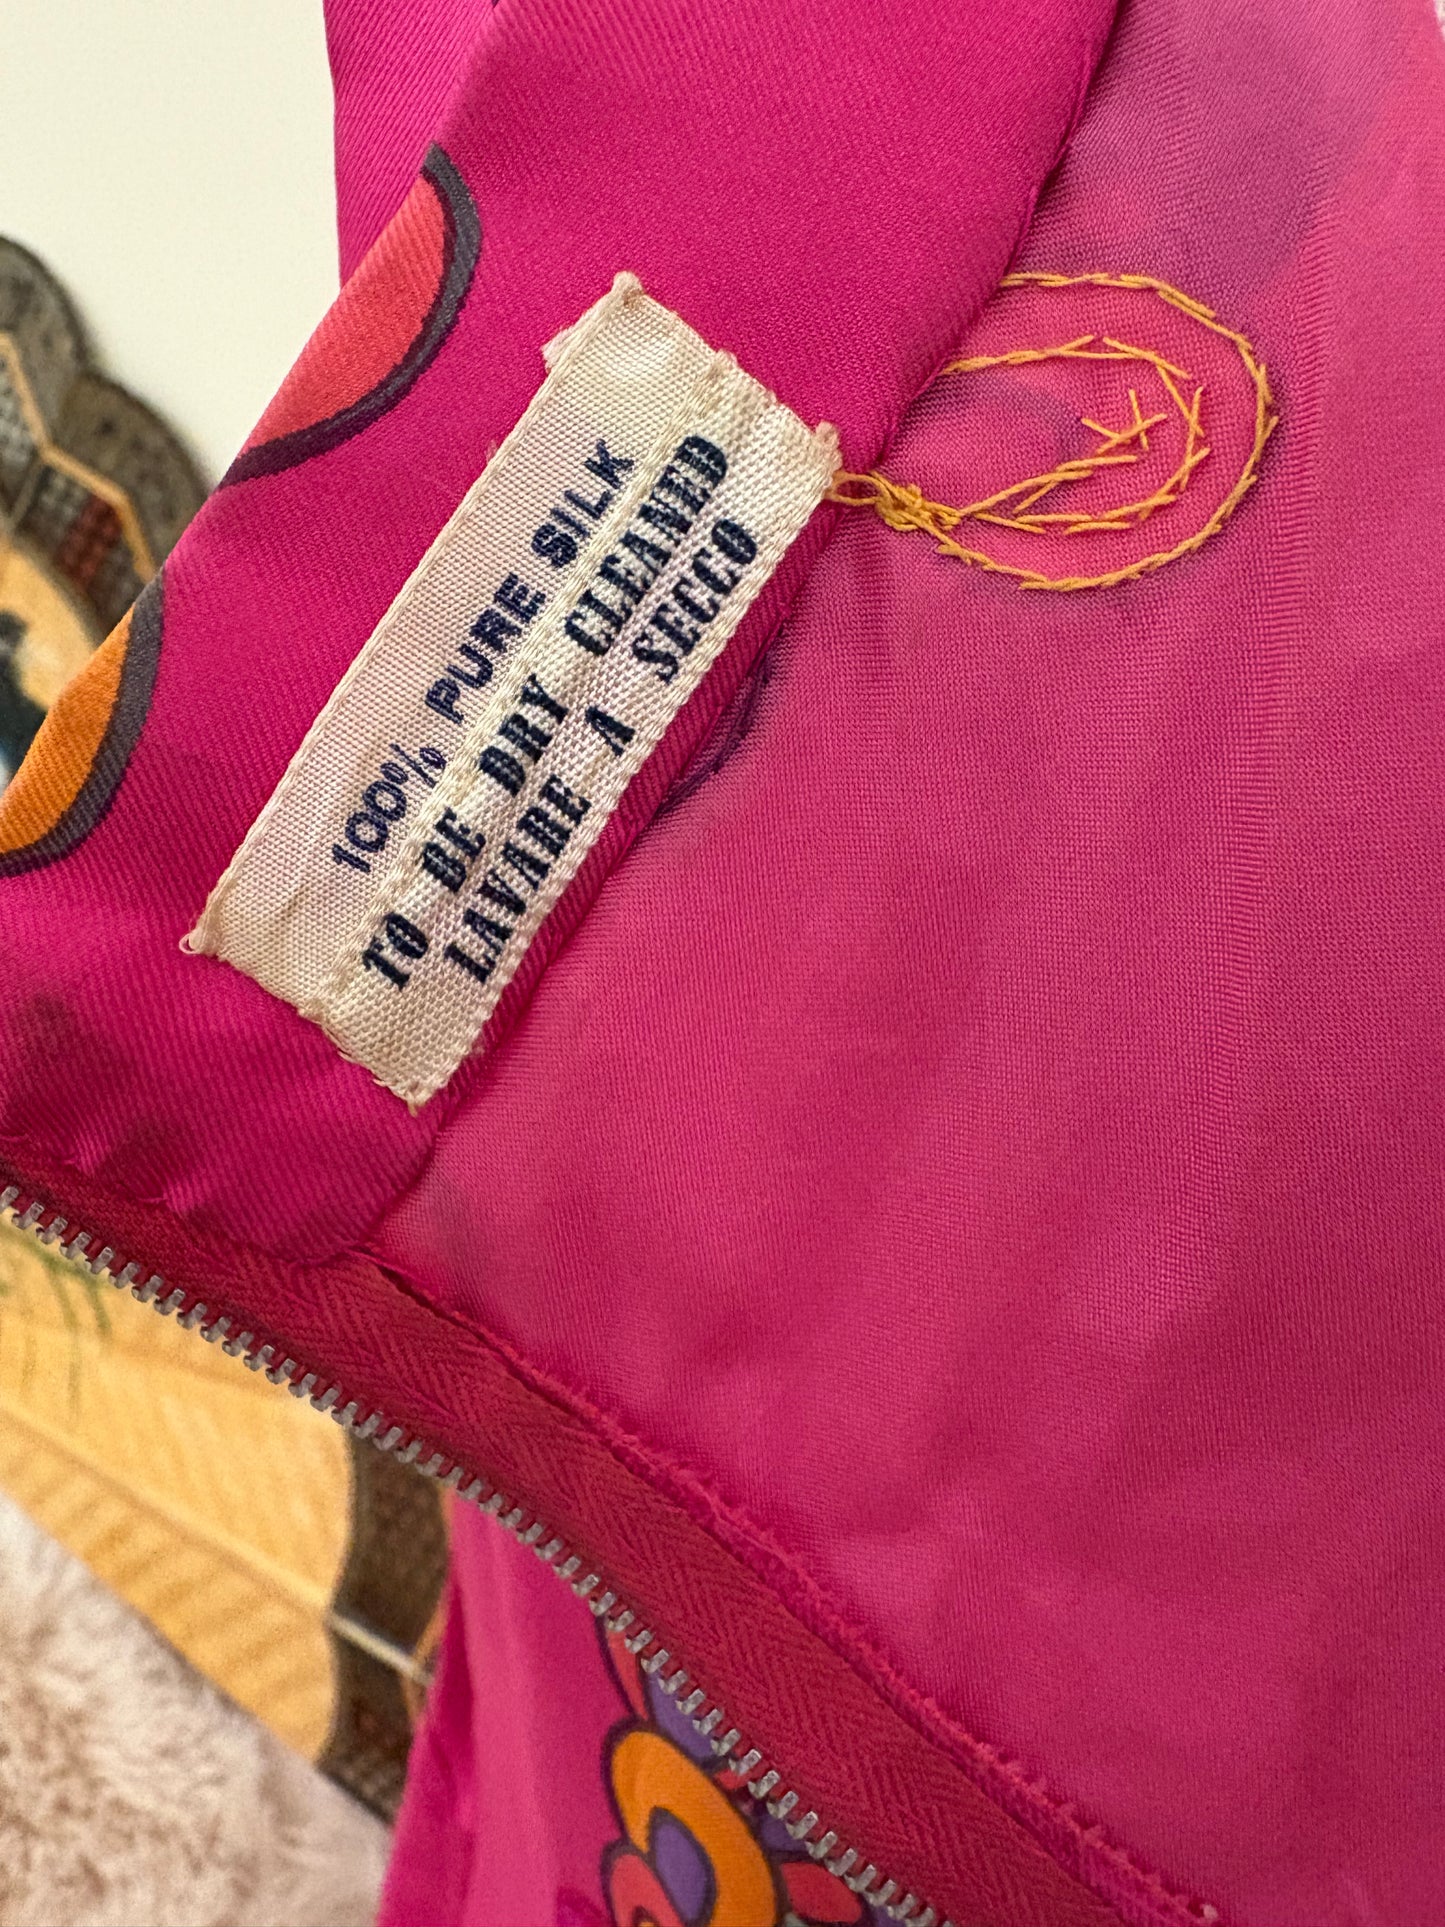 100% PURE SILK
TO BE DRY CLEANED
LAVARE A SECCO